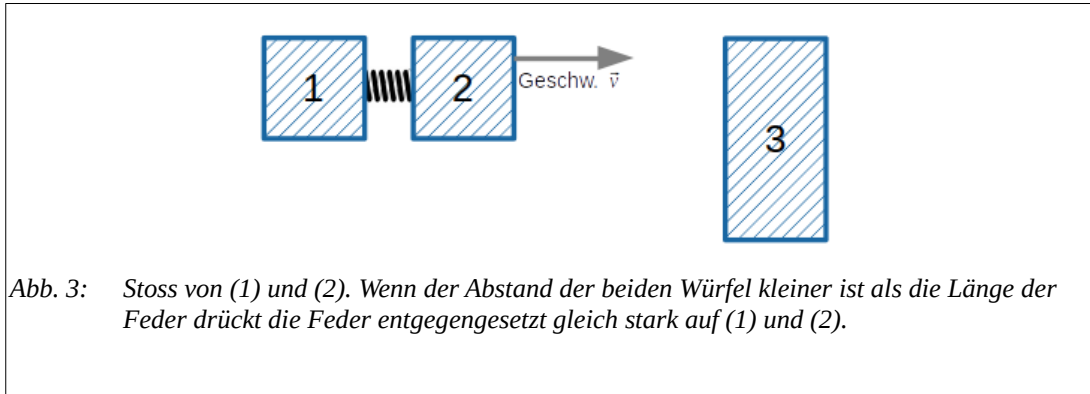 1 2 3
Geschw. v⃗
Abb. 3: Stoss von (1) und (2). Wenn der Abstand der beiden Würfel kleiner ist als die Länge der
Feder drückt die Feder entgegengesetzt gleich stark auf (1) und (2).